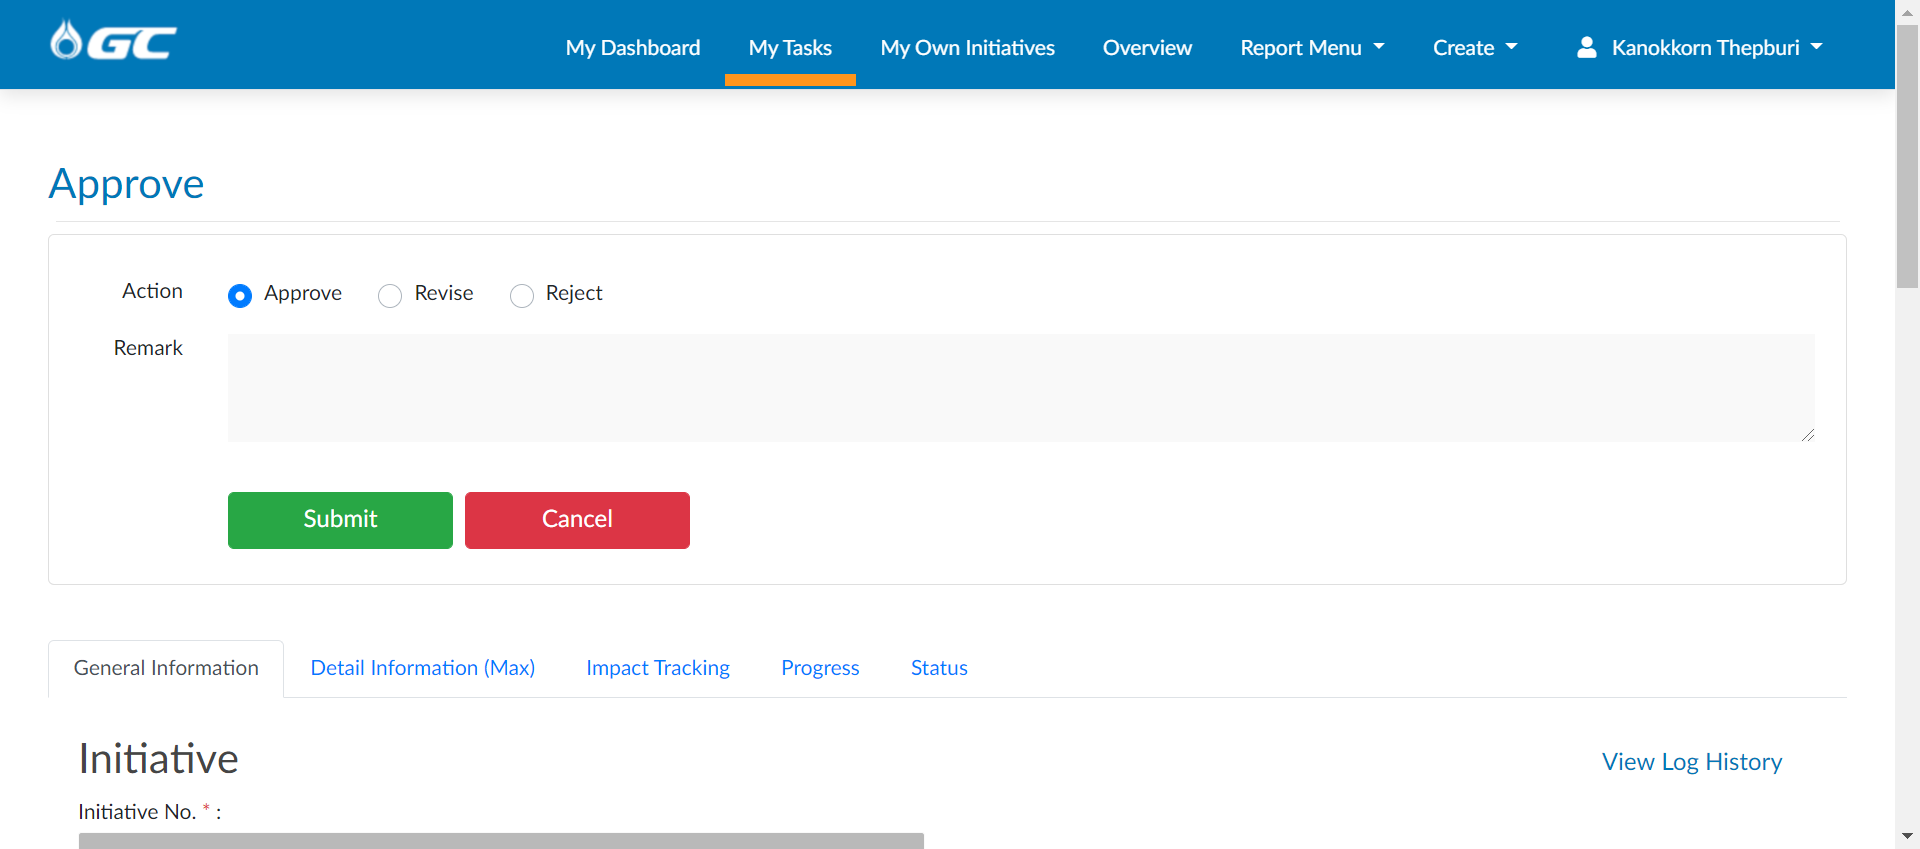 GC My Dashboard My Tasks My Own Initiatives Overview Report Menu Create Kanokkorn Thepburi
Approve
Action Approve Revise Reject
Remark
Submit Cancel
General Information Detail Information (Max) Impact Tracking Progress Status
Initiative View Log History
Initiative No. * :